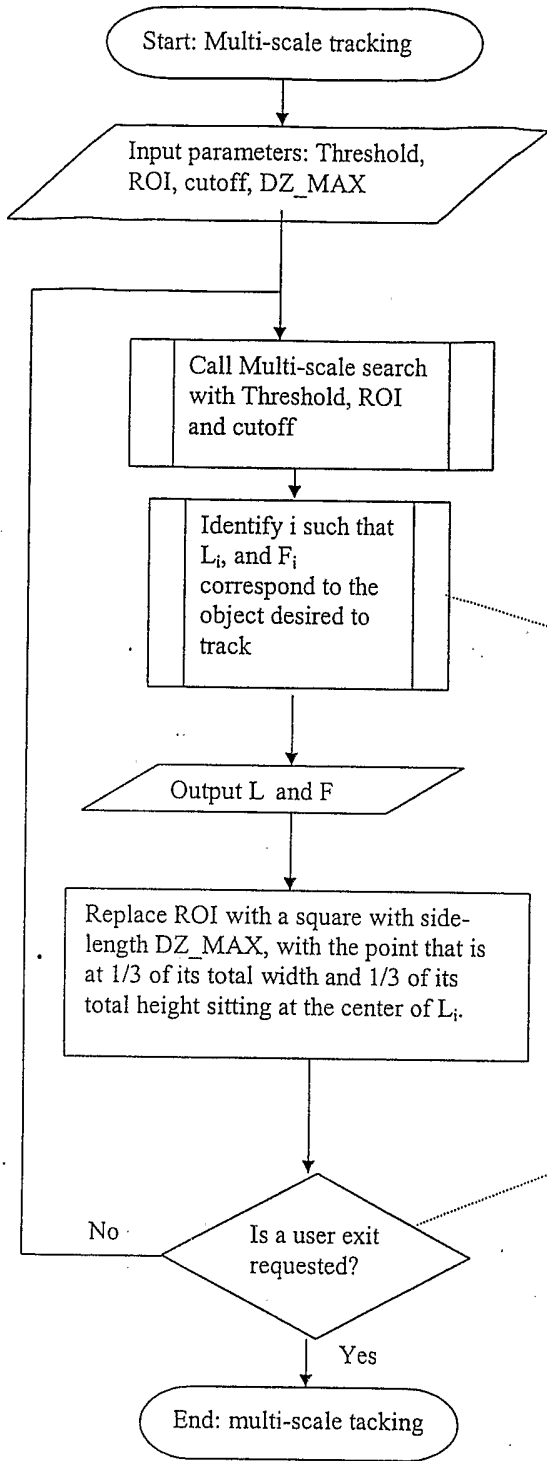 Start: Multi-scale tracking
Input parameters: Threshold,
ROI, cutoff, DZ_MAX
Call Multi-scale search
with Threshold, ROI
and cutoff
Identify i such that
Li, and Fi
correspond to the
object desired to
track
Output L and F
Replace ROI with a square with side-
length DZ_MAX, with the point that is
at 1/3 of its total width and 1/3 of its
total height sitting at the center of Li.
No
Is a user exit
requested?
Yes
End: multi-scale tacking